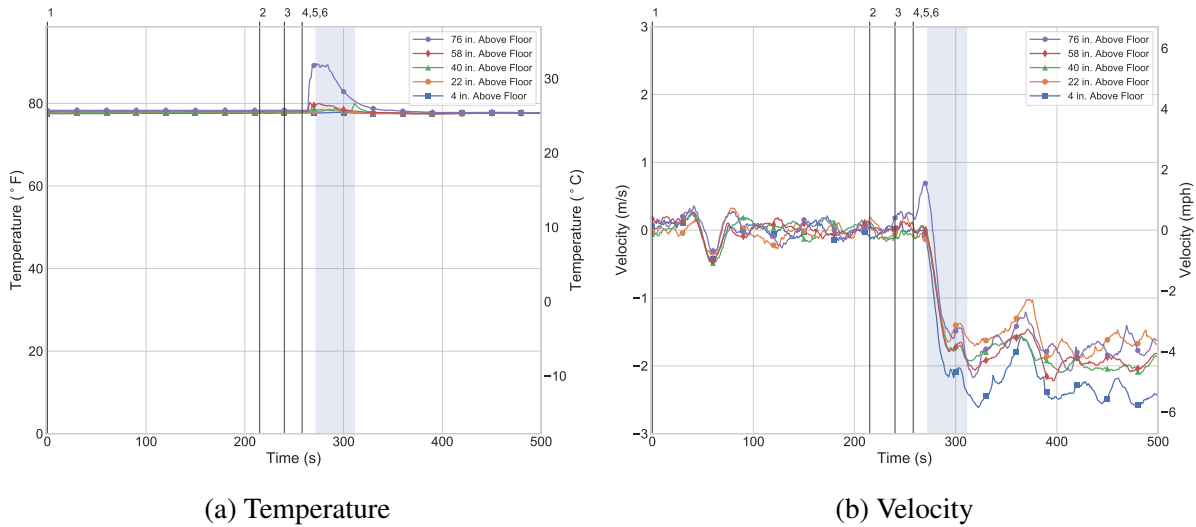 1 2 3 4,5,6
76 in. Above Floor
58 in. Above Floor
40 in. Above Floor
22 in. Above Floor
4 in. Above Floor
80
60
40
20
0
Temperature (°F)
30
20
10
0
−10
Temperature (°C)
0 100 200 300 400 500
Time (s)
(a) Temperature
1 2 3 4,5,6
76 in. Above Floor
58 in. Above Floor
40 in. Above Floor
22 in. Above Floor
4 in. Above Floor
3
2
1
0
−1
−2
−3
Velocity (m/s)
6
4
2
0
−2
−4
−6
Velocity (mph)
0 100 200 300 400 500
Time (s)
(b) Velocity